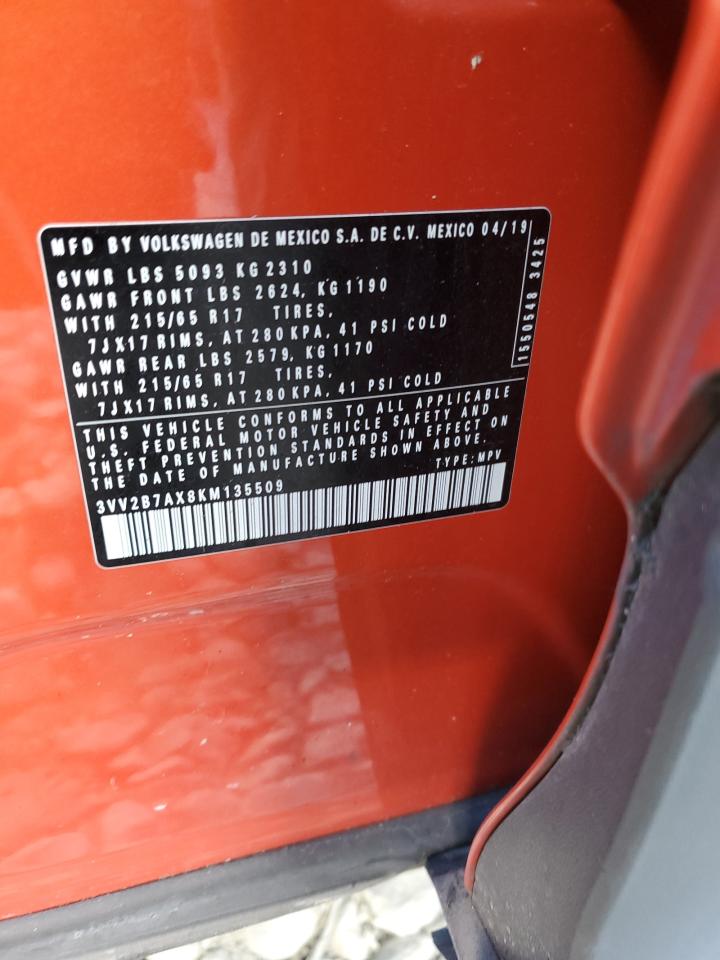 MFD BY VOLKSWAGEN DE MEXICO S.A. DE C.V. MEXICO 04/19
GVWR LBS 5093 KG 2310
GAWR FRONT LBS 2624, KG 1190
WITH 215/65 R17 TIRES,
7JX17 RIMS, AT 280 KPA, 41 PSI COLD
GAWR REAR LBS 2579, KG 1170
WITH 215/65 R17 TIRES,
7JX17 RIMS, AT 280 KPA, 41 PSI COLD
1550548 3425
THIS VEHICLE CONFORMS TO ALL APPLICABLE
U.S. FEDERAL MOTOR VEHICLE SAFETY AND
THEFT PREVENTION STANDARDS IN EFFECT ON
THE DATE OF MANUFACTURE SHOWN ABOVE.
3VV2B7AX8KM135509 TYPE: MPV